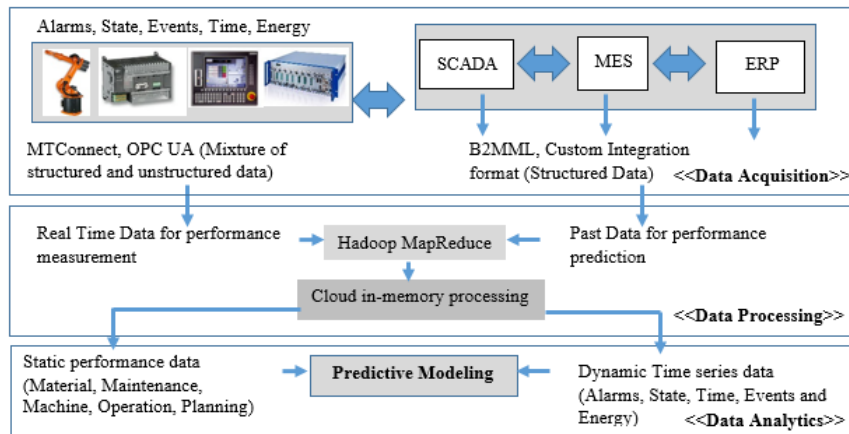 Alarms, State, Events, Time, Energy
SCADA
MES
ERP
MTConnect, OPC UA (Mixture of
structured and unstructured data)
B2MML, Custom Integration
format (Structured Data)
<<Data Acquisition>>
Real Time Data for performance
measurement
Hadoop MapReduce
Past Data for performance
prediction
Cloud in-memory processing
<<Data Processing>>
Static performance data
(Material, Maintenance,
Machine, Operation, Planning)
Predictive Modeling
Dynamic Time series data
(Alarms, State, Time, Events and
Energy)
<<Data Analytics>>